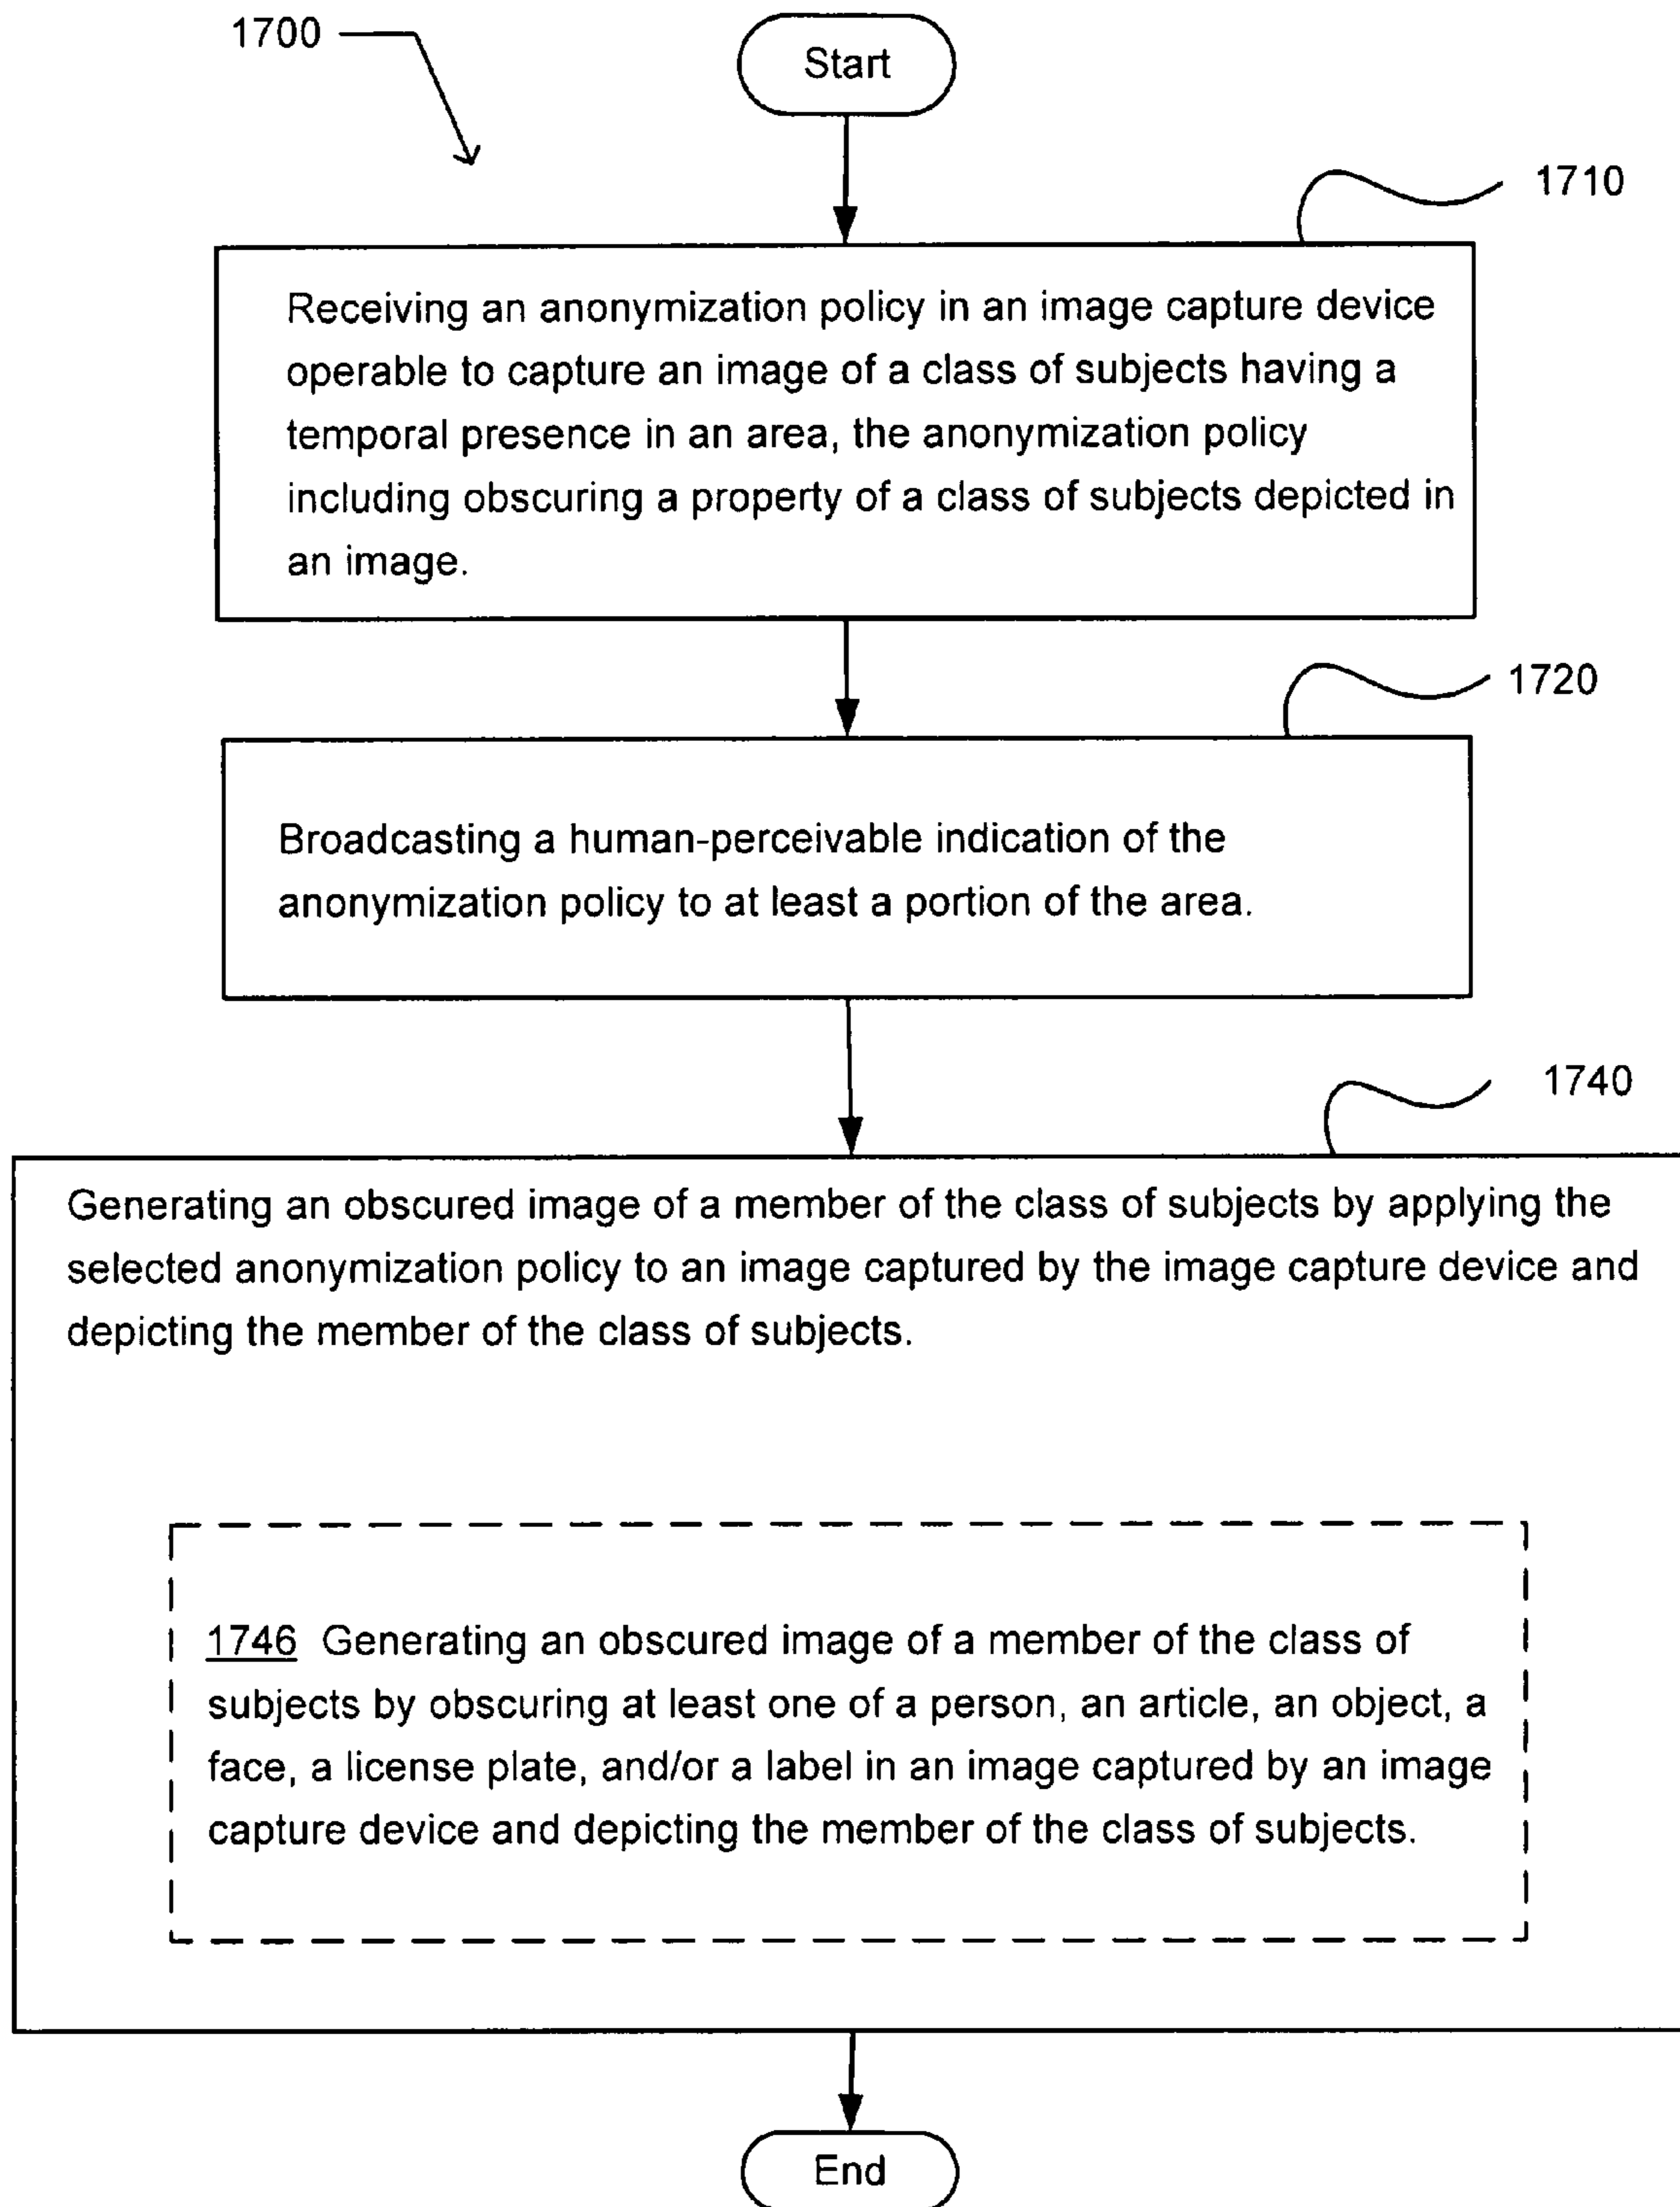 1700
Start
1710
Receiving an anonymization policy in an image capture device
operable to capture an image of a class of subjects having a
temporal presence in an area, the anonymization policy
including obscuring a property of a class of subjects depicted in
an image.
1720
Broadcasting a human-perceivable indication of the
anonymization policy to at least a portion of the area.
1740
Generating an obscured image of a member of the class of subjects by applying the
selected anonymization policy to an image captured by the image capture device and
depicting the member of the class of subjects.
1746 Generating an obscured image of a member of the class of
subjects by obscuring at least one of a person, an article, an object, a
face, a license plate, and/or a label in an image captured by an image
capture device and depicting the member of the class of subjects.
End